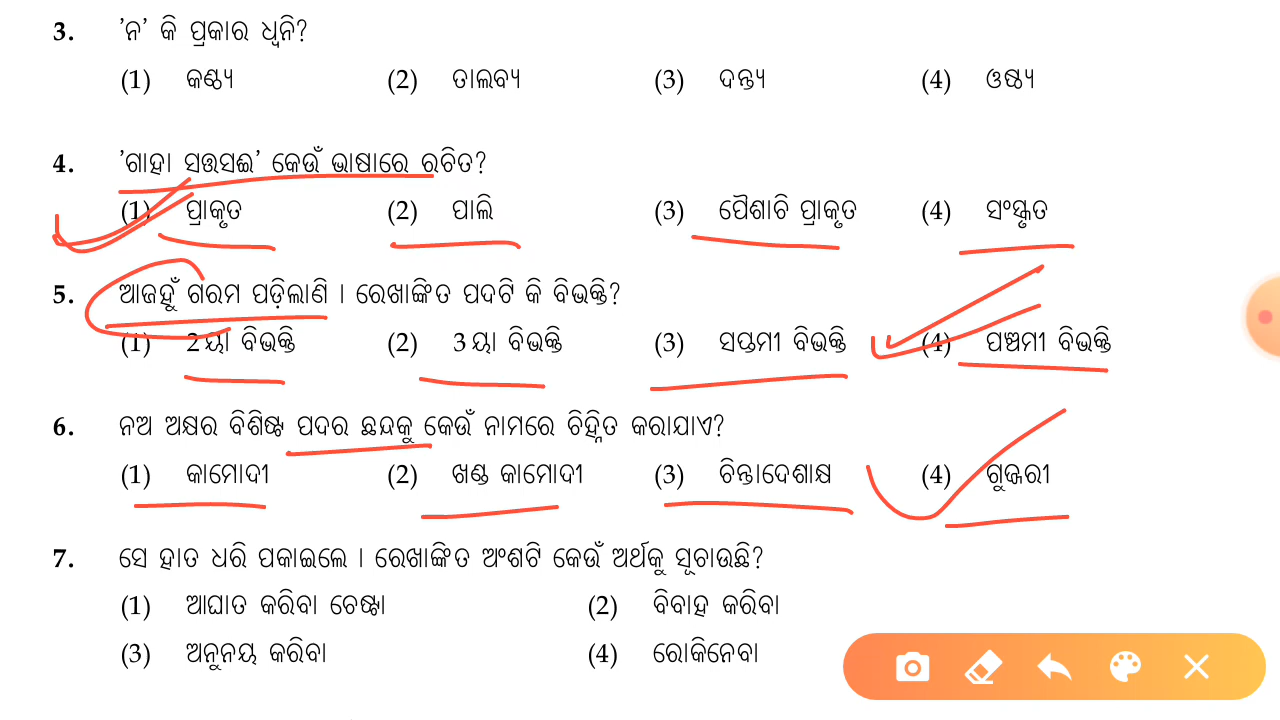 3. 'ନ' କି ପ୍ରକାର ଧ୍ୱନି?
(1) କଣ୍ଠ୍ୟ (2) ତାଲବ୍ୟ (3) ଦନ୍ତ୍ୟ (4) ଓଷ୍ଠ୍ୟ
4. 'ଗାହା ସତ୍ତସଈ' କେଉଁ ଭାଷାରେ ରଚିତ?
(1) ପ୍ରାକୃତ (2) ପାଲି (3) ପୈଶାଚି ପ୍ରାକୃତ (4) ସଂସ୍କୃତ
5. ଆଜହୁଁ ଗରମ ପଡ଼ିଲାଣି । ରେଖାଙ୍କିତ ପଦଟି କି ବିଭକ୍ତି?
(1) 2ୟା ବିଭକ୍ତି (2) 3ୟା ବିଭକ୍ତି (3) ସପ୍ତମୀ ବିଭକ୍ତି (4) ପଞ୍ଚମୀ ବିଭକ୍ତି
6. ନଅ ଅକ୍ଷର ବିଶିଷ୍ଟ ପଦର ଛନ୍ଦକୁ କେଉଁ ନାମରେ ଚିହ୍ନିତ କରାଯାଏ?
(1) କାମୋଦୀ (2) ଖଣ୍ଡ କାମୋଦୀ (3) ଚିନ୍ତାଦେଶାକ୍ଷ (4) ଗୁଜ୍ଜରୀ
7. ସେ ହାତ ଧରି ପକାଇଲେ । ରେଖାଙ୍କିତ ଅଂଶଟି କେଉଁ ଅର୍ଥକୁ ସୂଚାଉଛି?
(1) ଆଘାତ କରିବା ଚେଷ୍ଟା (2) ବିବାହ କରିବା
(3) ଅନୁନୟ କରିବା (4) ରୋକିନେବା